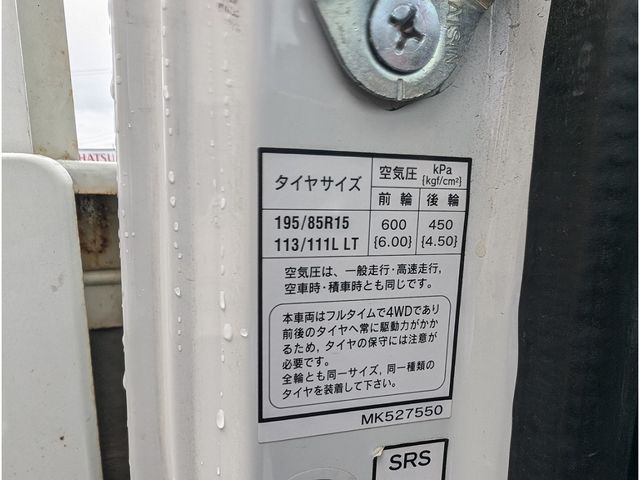 タイヤサイズ 空気圧 kPa {kgf/cm²}
前輪 後輪
195/85R15 600 450
113/111L LT {6.00} {4.50}
空気圧は、一般走行・高速走行,
空車時・積車時とも同じです。
本車両はフルタイムで4WDであり
前後のタイヤへ常に駆動力がかか
るため,タイヤの保守には注意が
必要です。
全輪とも同一サイズ,同一種類の
タイヤを装着して下さい。
MK527550
SRS
HATSU